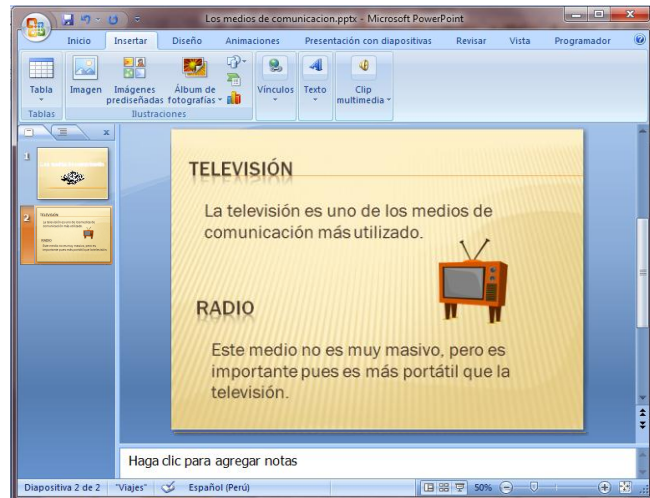 Los medios de comunicacion.pptx - Microsoft PowerPoint
Inicio Insertar Diseño Animaciones Presentación con diapositivas Revisar Vista Programador
Tabla Imagen Imágenes prediseñadas Álbum de fotografías Vínculos Texto Clip multimedia
Tablas Ilustraciones
1
2
TELEVISIÓN
La televisión es uno de los medios de
comunicación más utilizado.
RADIO
Este medio no es muy masivo, pero es
importante pues es más portátil que la
televisión.
Haga clic para agregar notas
Diapositiva 2 de 2 "Viajes" Español (Perú) 50%